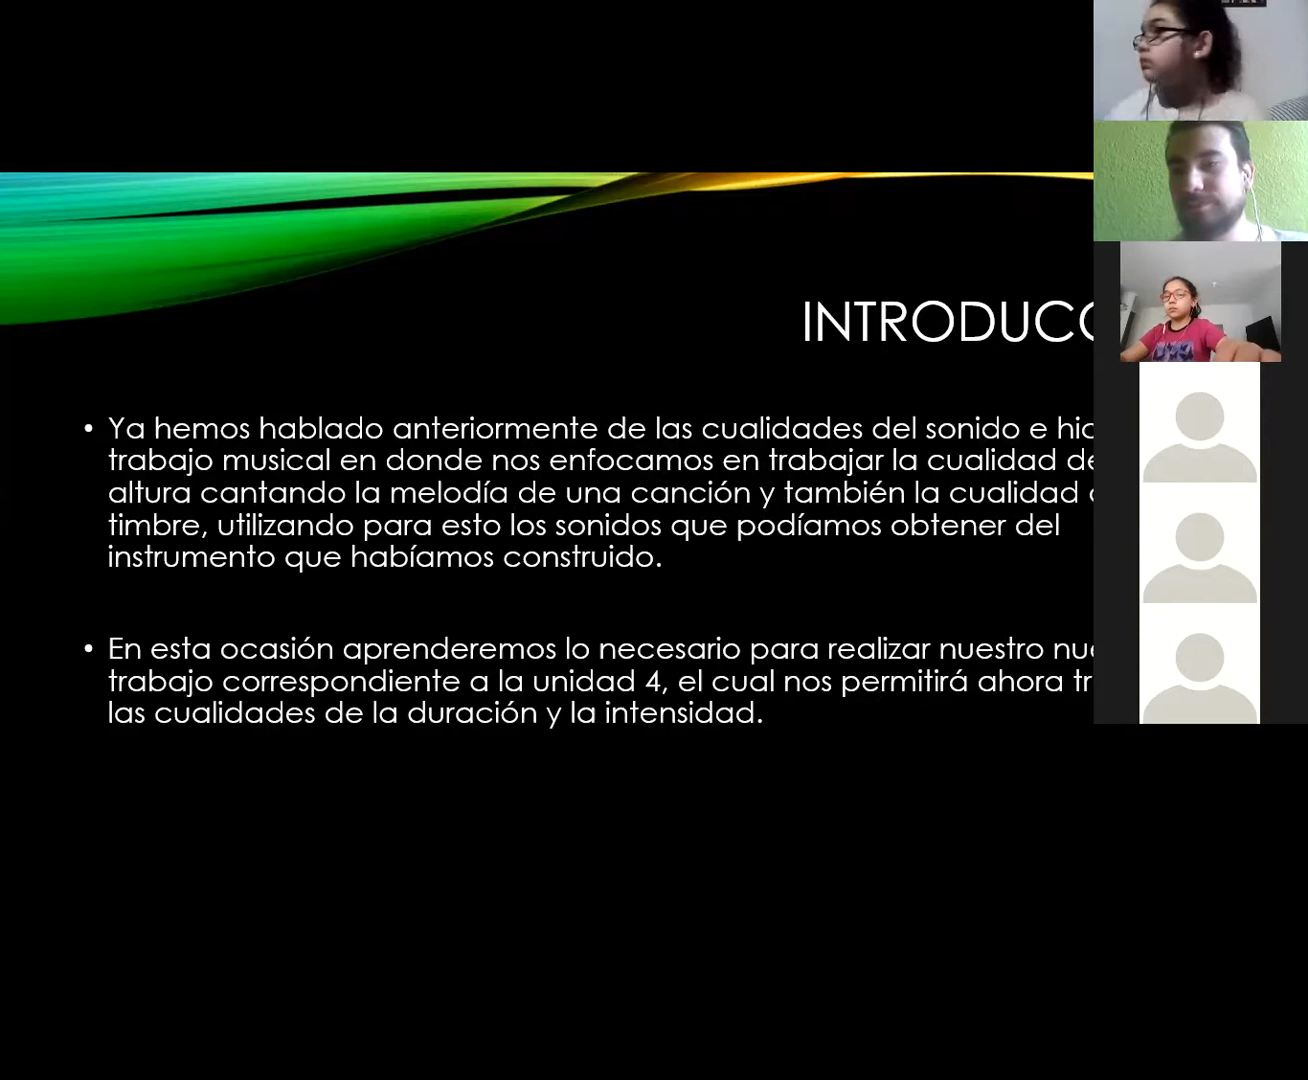 INTRODUCC
• Ya hemos hablado anteriormente de las cualidades del sonido e
trabajo musical en donde nos enfocamos en trabajar la cualidad de
altura cantando la melodía de una canción y también la cualidad
timbre, utilizando para esto los sonidos que podíamos obtener del
instrumento que habíamos construido.
• En esta ocasión aprenderemos lo necesario para realizar nuestro
trabajo correspondiente a la unidad 4, el cual nos permitirá ahora
las cualidades de la duración y la intensidad.